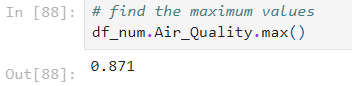 In [88]: # find the maximum values
df_num.Air_Quality.max()
Out[88]: 0.871